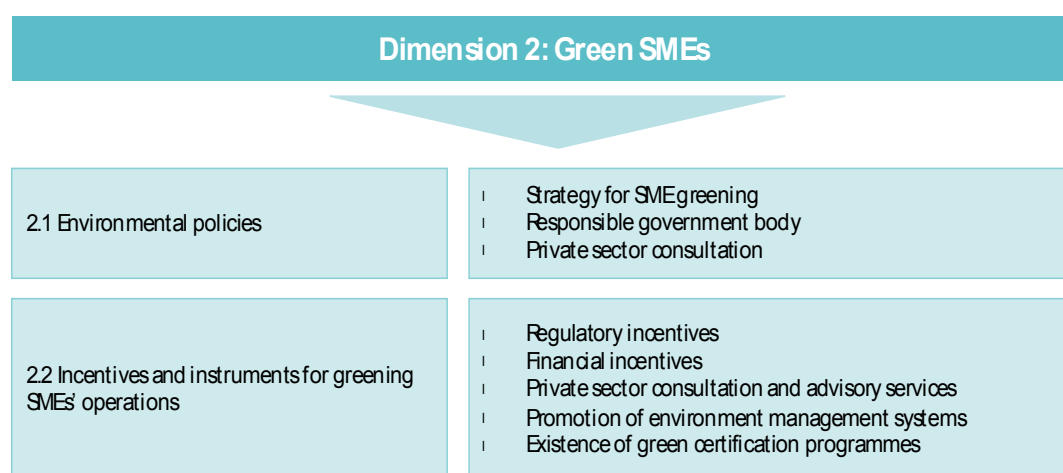 Dimension 2: Green SMEs
2.1 Environmental policies
Strategy for SME greening
Responsible government body
Private sector consultation
2.2 Incentives and instruments for greening
SMEs' operations
Regulatory incentives
Financial incentives
Private sector consultation and advisory services
Promotion of environment management systems
Existence of green certification programmes